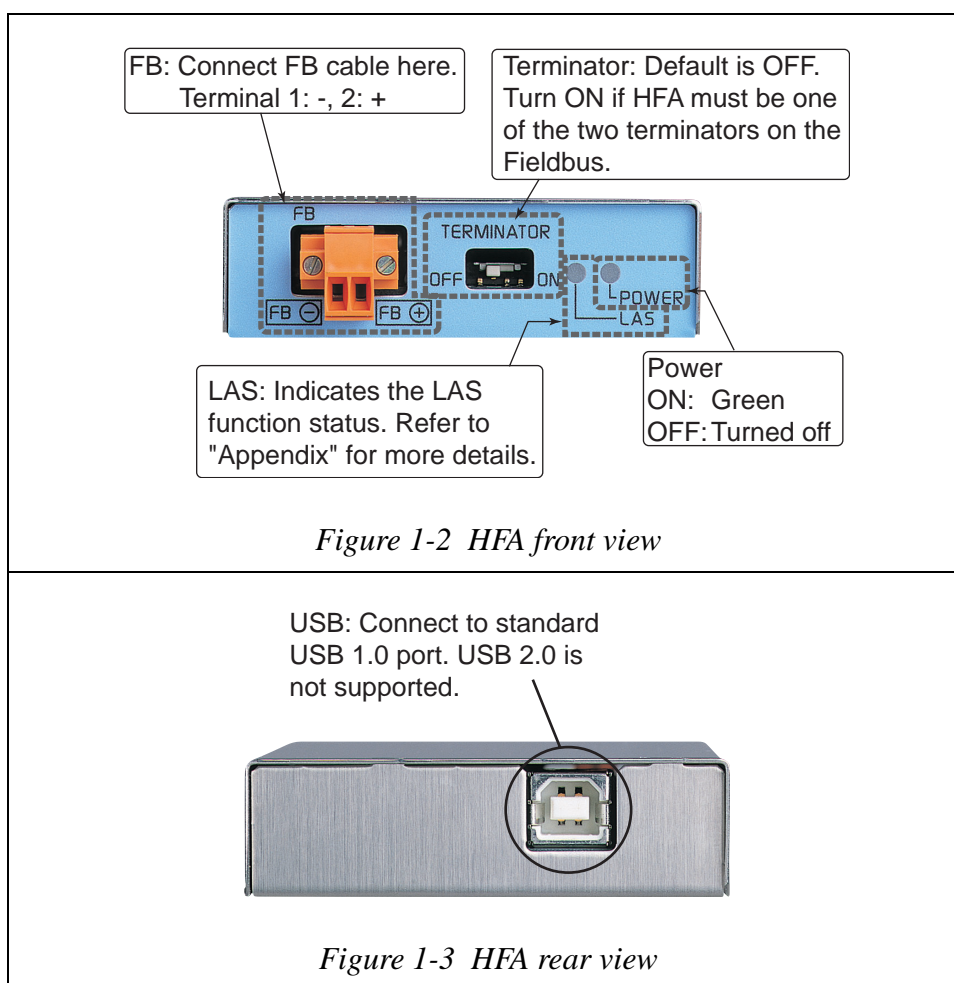 FB: Connect FB cable here.
Terminal 1: -, 2: +
Terminator: Default is OFF.
Turn ON if HFA must be one
of the two terminators on the
Fieldbus.
FB
TERMINATOR
OFF
ON
POWER
LAS
FB ⊖
FB ⊕
LAS: Indicates the LAS
function status. Refer to
"Appendix" for more details.
Power
ON: Green
OFF: Turned off
Figure 1-2 HFA front view
USB: Connect to standard
USB 1.0 port. USB 2.0 is
not supported.
Figure 1-3 HFA rear view